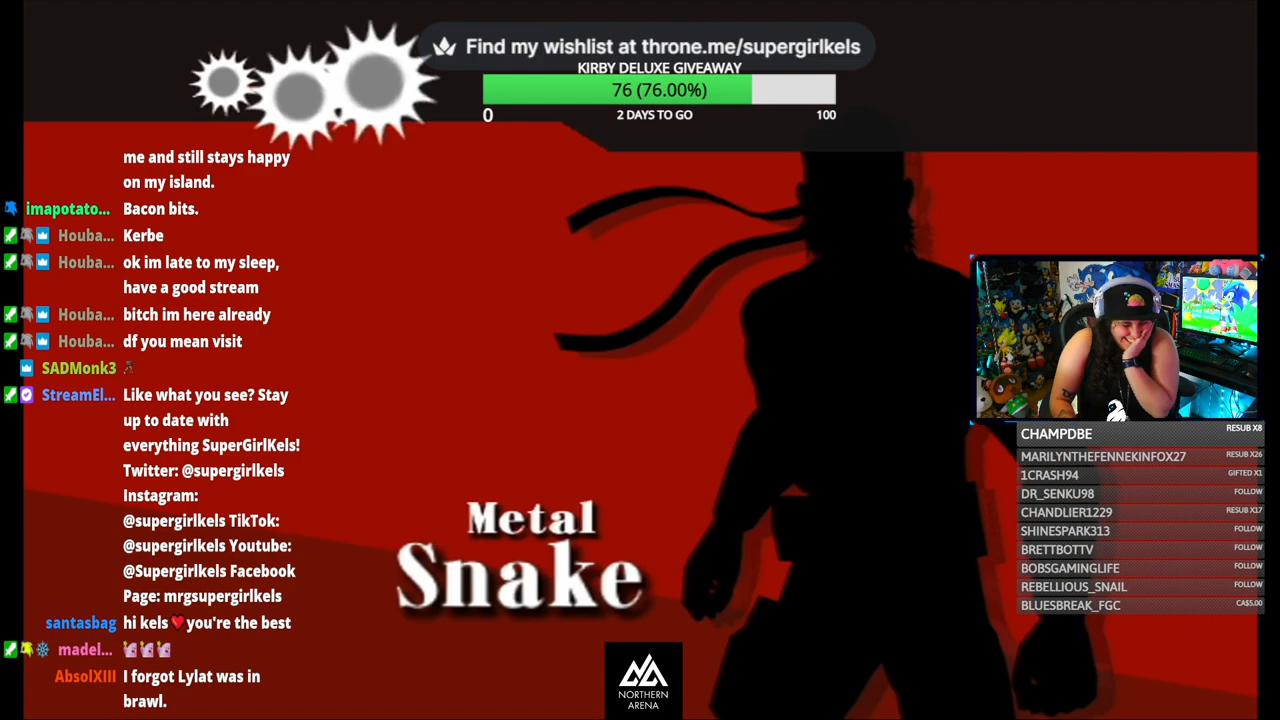 Find my wishlist at throne.me/supergirlkels
KIRBY DELUXE GIVEAWAY
76 (76.00%)
0
2 DAYS TO GO
100
me and still stays happy
on my island.
imapotato... Bacon bits.
Houba... Kerbe
Houba... ok im late to my sleep,
have a good stream
Houba... bitch im here already
Houba... df you mean visit
SADMonk3
StreamEl... Like what you see? Stay
up to date with
everything SuperGirlKels!
Twitter: @supergirlkels
Instagram:
@supergirlkels TikTok:
@supergirlkels Youtube:
@Supergirlkels Facebook
Page: mrgsupergirlkels
santasbag hi kels❤you're the best
madel...
AbsolXIII I forgot Lylat was in
brawl.
Metal
Snake
NORTHERN
ARENA
CHAMPDBE RESUB X8
MARILYNTHEFENNEKINFOX27 RESUB X26
1CRASH94 GIFTED X1
DR_SENKU98 FOLLOW
CHANDLIER1229 RESUB X17
SHINESPARK313 FOLLOW
BRETTBOTTV FOLLOW
BOBSGAMINGLIFE FOLLOW
REBELLIOUS_SNAIL FOLLOW
BLUESBREAK_FGC CA$5.00